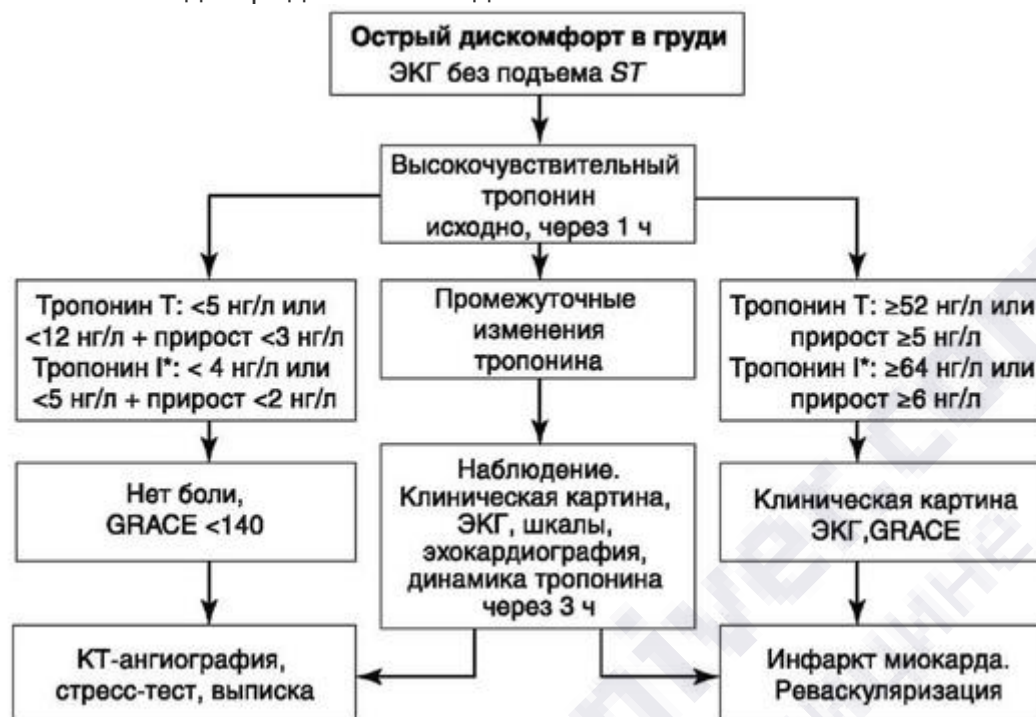 Острый дискомфорт в груди
ЭКГ без подъема ST
Высокочувствительный
тропонин
исходно, через 1 ч
Тропонин Т: <5 нг/л или
<12 нг/л + прирост <3 нг/л
Тропонин I*: < 4 нг/л или
<5 нг/л + прирост <2 нг/л
Промежуточные
изменения
тропонина
Тропонин Т: ≥52 нг/л или
прирост ≥5 нг/л
Тропонин I*: ≥64 нг/л или
прирост ≥6 нг/л
Нет боли,
GRACE <140
Наблюдение.
Клиническая картина,
ЭКГ, шкалы,
эхокардиография,
динамика тропонина
через 3 ч
Клиническая картина
ЭКГ,GRACE
КТ-ангиография,
стресс-тест, выписка
Инфаркт миокарда.
Реваскуляризация